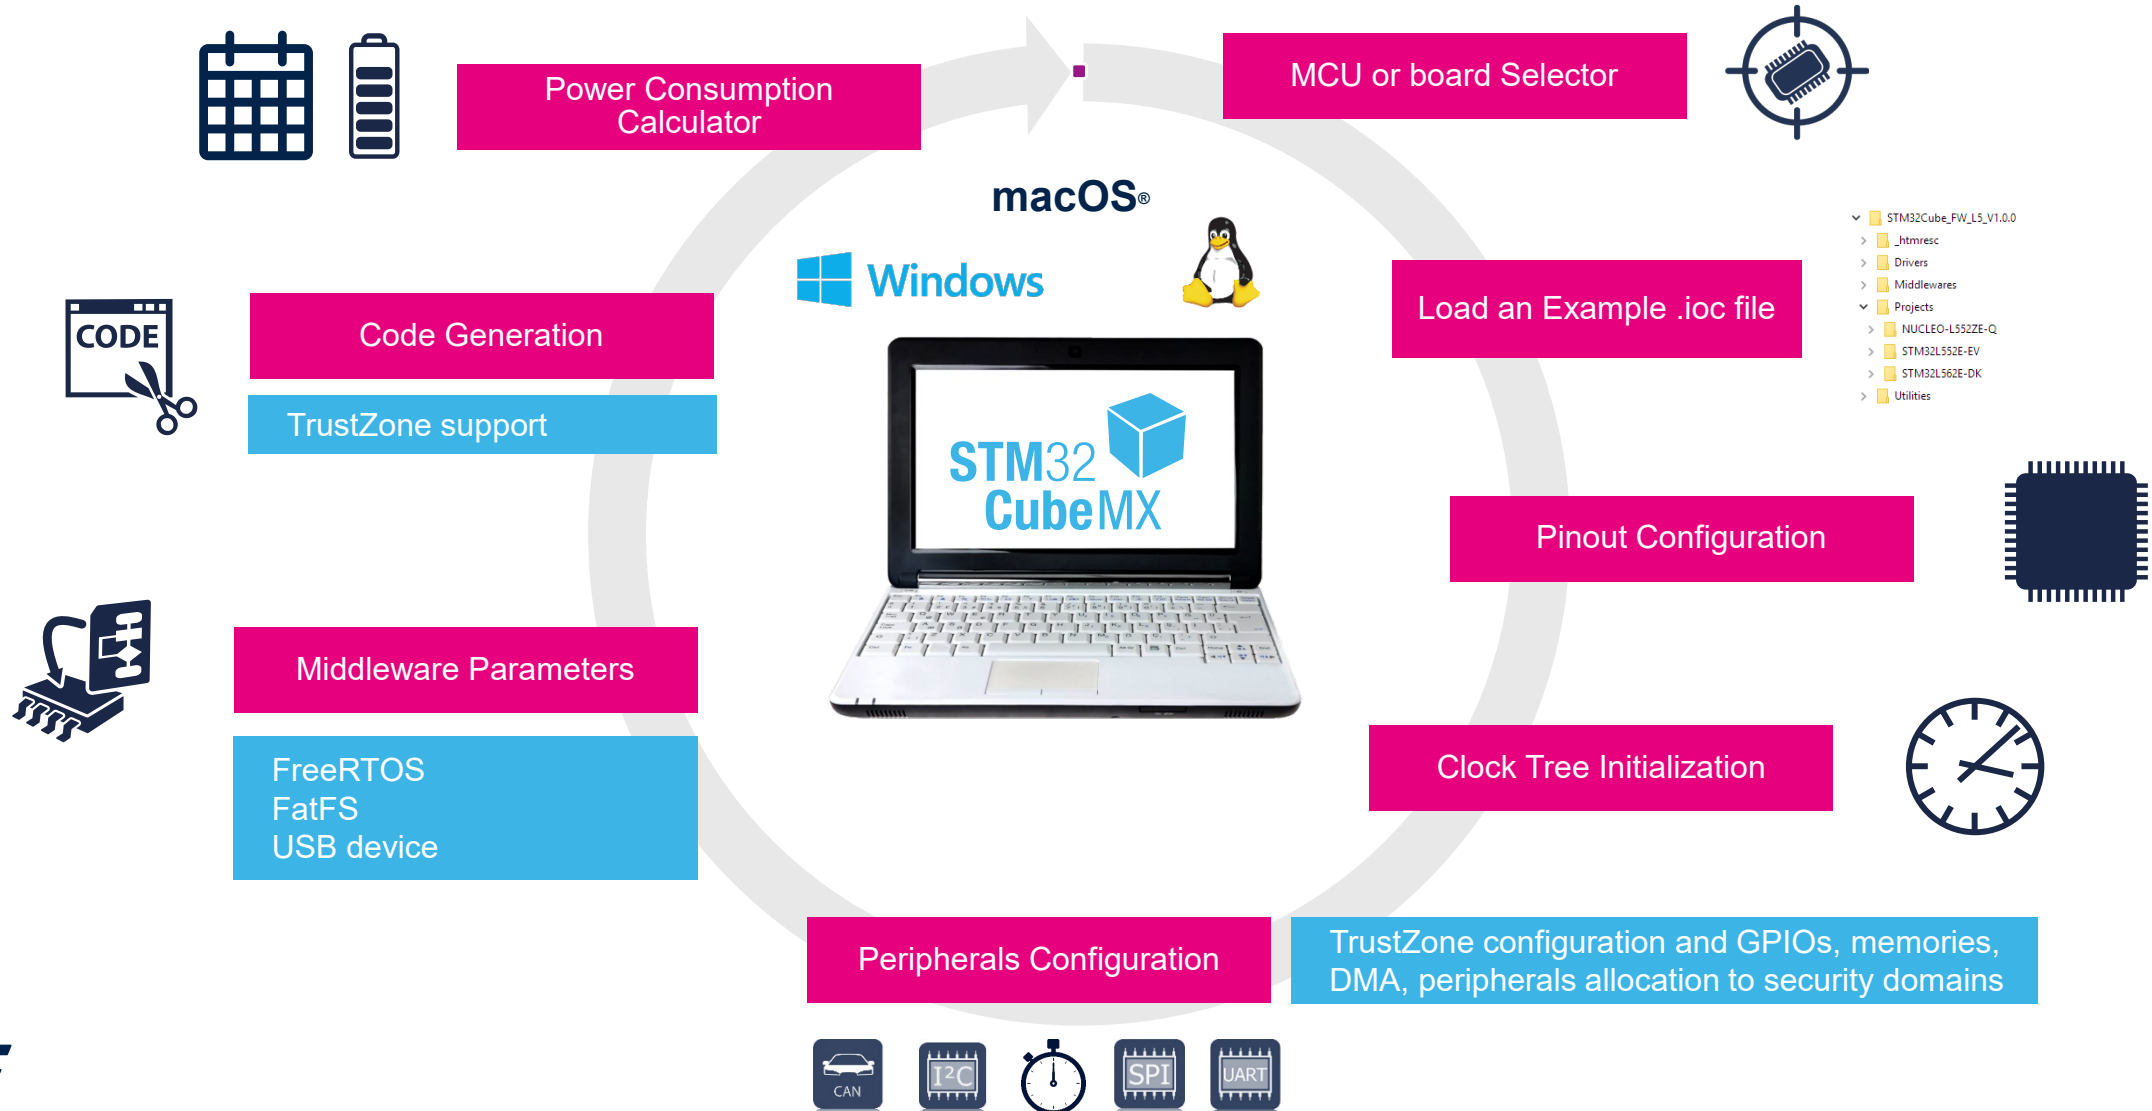 Power Consumption
Calculator
MCU or board Selector
macOS®
Windows
STM32Cube_FW_L5_V1.0.0
_htmresc
Drivers
Middlewares
Projects
NUCLEO-L552ZE-Q
STM32L552E-EV
STM32L562E-DK
Utilities
Load an Example .ioc file
CODE
Code Generation
TrustZone support
STM32
CubeMX
Pinout Configuration
Middleware Parameters
FreeRTOS
FatFS
USB device
Clock Tree Initialization
Peripherals Configuration
TrustZone configuration and GPIOs, memories,
DMA, peripherals allocation to security domains
CAN
I²C
SPI
UART